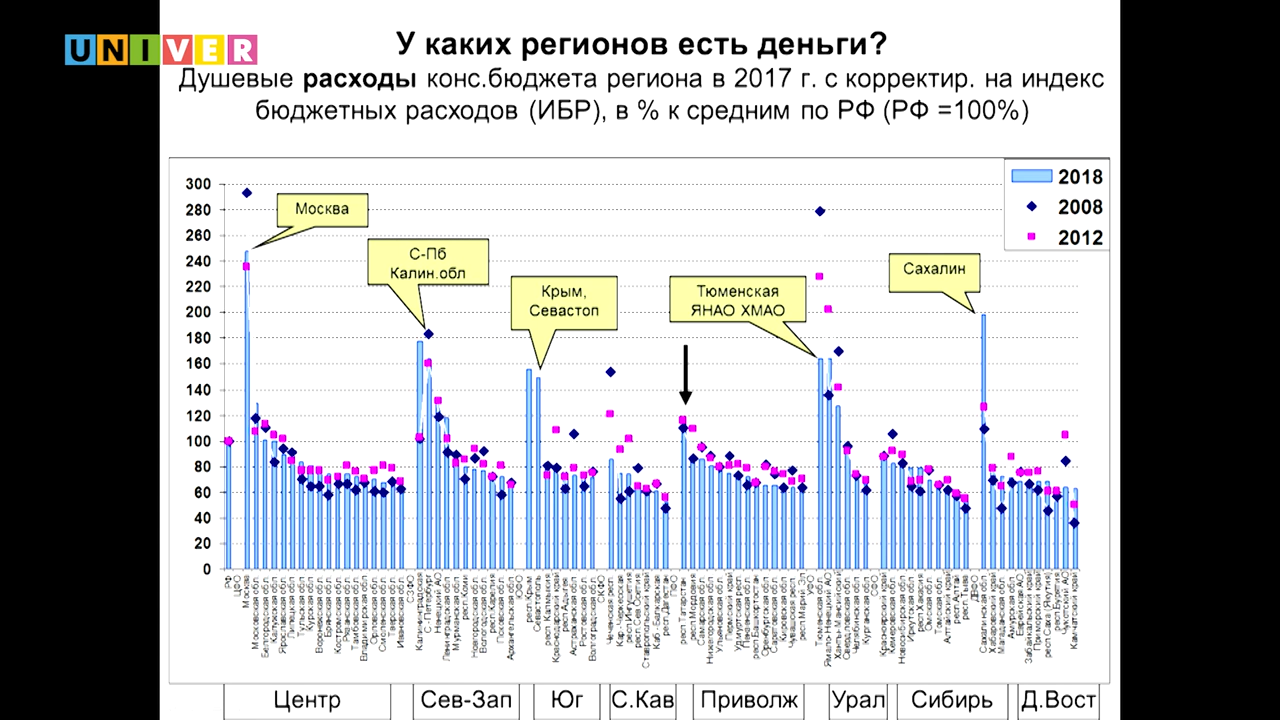 UNIVER
У каких регионов есть деньги?
Душевые расходы конс.бюджета региона в 2017 г. с корректир. на индекс
бюджетных расходов (ИБР), в % к средним по РФ (РФ =100%)
300
280
260
240
220
200
180
160
140
120
100
80
60
40
20
0
2018
2008
2012
Москва
С-Пб
Калин.обл
Крым,
Севастоп
Тюменская
ЯНАО ХМАО
Сахалин
РФ
ЦФО
Москва
Московская обл.
Белгородская обл.
Калужская обл.
Ярославская обл.
Липецкая обл.
Тульская обл.
Курская обл.
Воронежская обл.
Брянская обл.
Костромская обл.
Рязанская обл.
Тамбовская обл.
Орловская обл.
Ивановская обл.
СЗФО
Калининградская
С-Петербург
Ненецкий АО
Ленинградская обл.
Мурманская обл.
респ.Коми
Новгородская обл.
Вологодская обл.
респ.Карелия
Псковская обл.
Архангельская обл.
респ.Крым
Севастополь
респ.Калмыкия
Краснодарский край
респ.Адыгея
Астраханская обл.
Ростовская обл.
Волгоградская обл.
СКФО
Чеченская респ.
Кар-Черкесская
респ.Ингушетия
респ.Сев.Осетия
Ставропольский край
Каб-Балкарская
респ.Дагестан
ПФО
респ.Татарстан
респ.Мордовия
Самарская обл.
Нижегородская обл.
Ульяновская обл.
Пермский край
Удмуртская респ.
Пензенская обл.
респ.Башкортостан
Оренбургская обл.
Саратовская обл.
Кировская обл.
Чувашская респ.
респ.Марий Эл
УФО
Тюменская обл.
Ямало-Ненецкий АО
Ханты-Мансийский
Свердловская обл.
Челябинская обл.
Курганская обл.
СФО
Красноярский край
Кемеровская обл.
Новосибирская обл.
Иркутская обл.
респ.Хакасия
Омская обл.
Томская обл.
Алтайский край
респ.Алтай
респ.Тыва
ДВФО
Сахалинская обл.
Хабаровский край
Магаданская обл.
Амурская обл.
Еврейская АО
Забайкальский край
Приморский край
респ.Саха (Якутия)
респ.Бурятия
Чукотский АО
Камчатский край
Центр
Сев-Зап
Юг
С.Кав
Приволж
Урал
Сибирь
Д.Вост